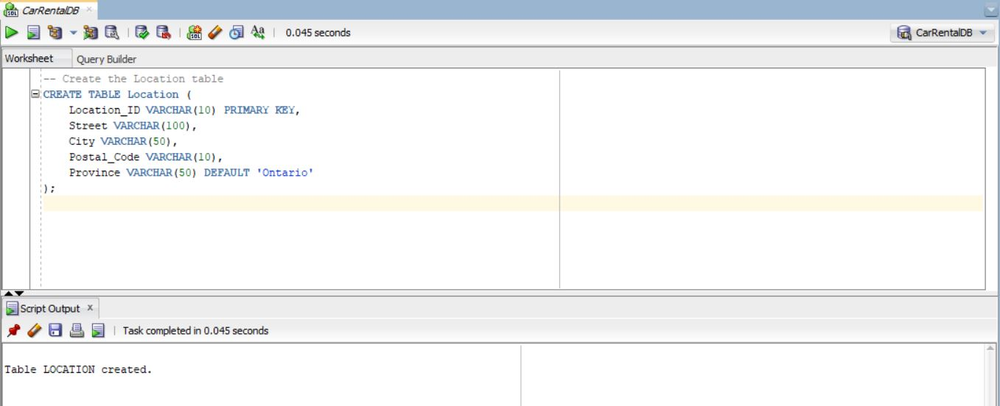 CarRentalDB
0.045 seconds
CarRentalDB
Worksheet Query Builder
-- Create the Location table
CREATE TABLE Location (
    Location_ID VARCHAR(10) PRIMARY KEY,
    Street VARCHAR(100),
    City VARCHAR(50),
    Postal_Code VARCHAR(10),
    Province VARCHAR(50) DEFAULT 'Ontario'
);
Script Output
Task completed in 0.045 seconds
Table LOCATION created.